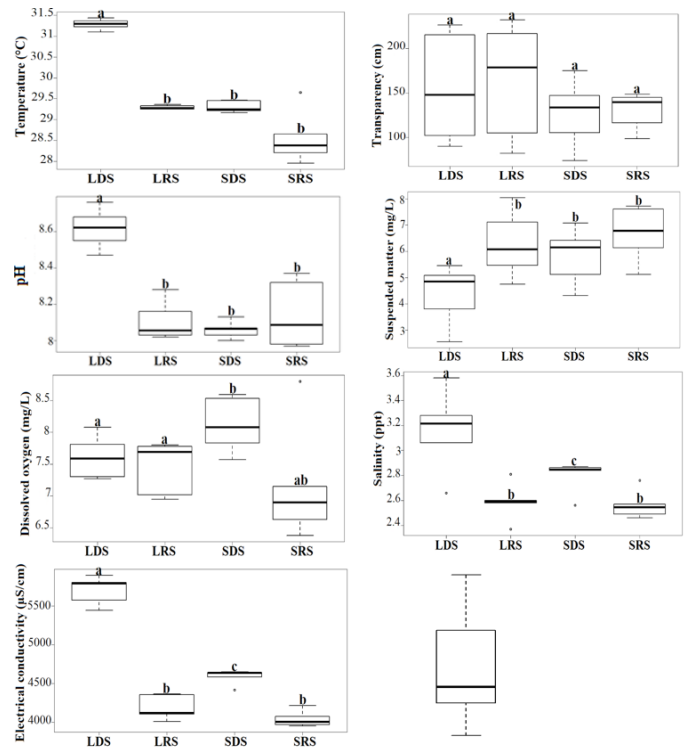 Temperature (°C)
31.5
31
30.5
30
29.5
29
28.5
28
a
b
b
b
LDS
LRS
SDS
SRS
Transparency (cm)
200
150
100
a
a
a
a
LDS
LRS
SDS
SRS
pH
8.6
8.4
8.2
8
a
b
b
b
LDS
LRS
SDS
SRS
Suspended matter (mg/L)
8
7
6
5
4
3
a
b
b
b
LDS
LRS
SDS
SRS
Dissolved oxygen (mg/L)
8.5
8
7.5
7
6.5
a
a
b
ab
LDS
LRS
SDS
SRS
Salinity (ppt)
3.6
3.4
3.2
3
2.8
2.6
2.4
a
b
c
b
LDS
LRS
SDS
SRS
Electrical conductivity (µS/cm)
5500
5000
4500
4000
a
b
c
b
LDS
LRS
SDS
SRS